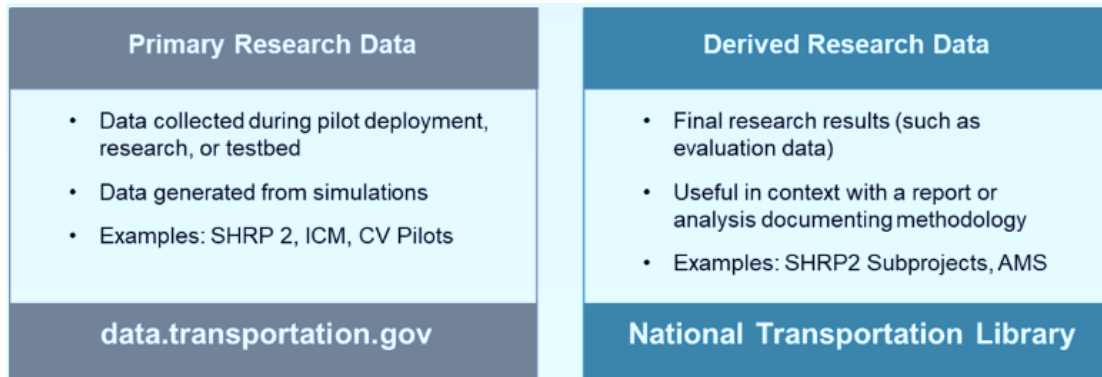 Primary Research Data
• Data collected during pilot deployment,
research, or testbed
• Data generated from simulations
• Examples: SHRP 2, ICM, CV Pilots
data.transportation.gov
Derived Research Data
• Final research results (such as
evaluation data)
• Useful in context with a report or
analysis documenting methodology
• Examples: SHRP2 Subprojects, AMS
National Transportation Library